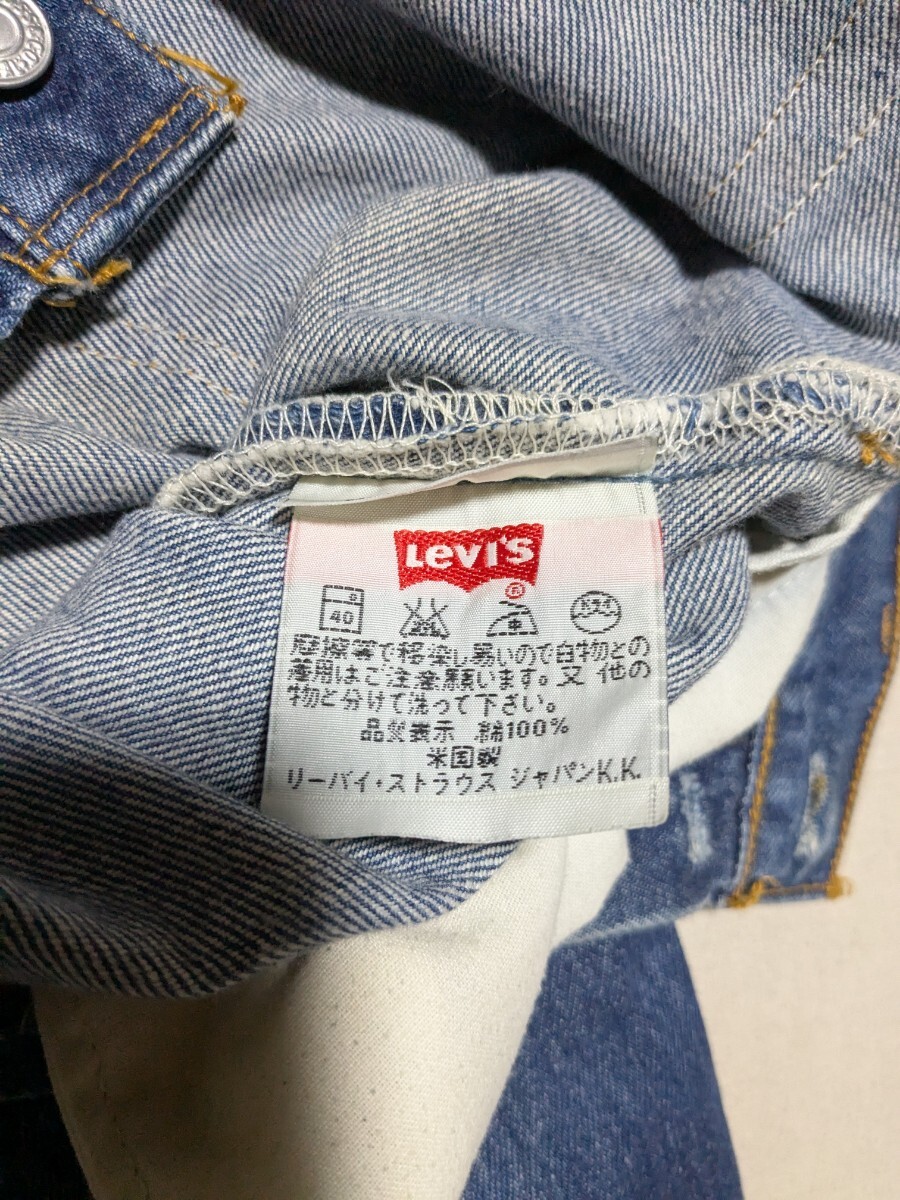 LEVI'S
®
40
中
摩擦等で移染し易いので白物との
着用はご注意願います。又 他の
物と分けて洗って下さい。
品質表示 綿100%
米国製
リーバイ・ストラウス ジャパンK.K.